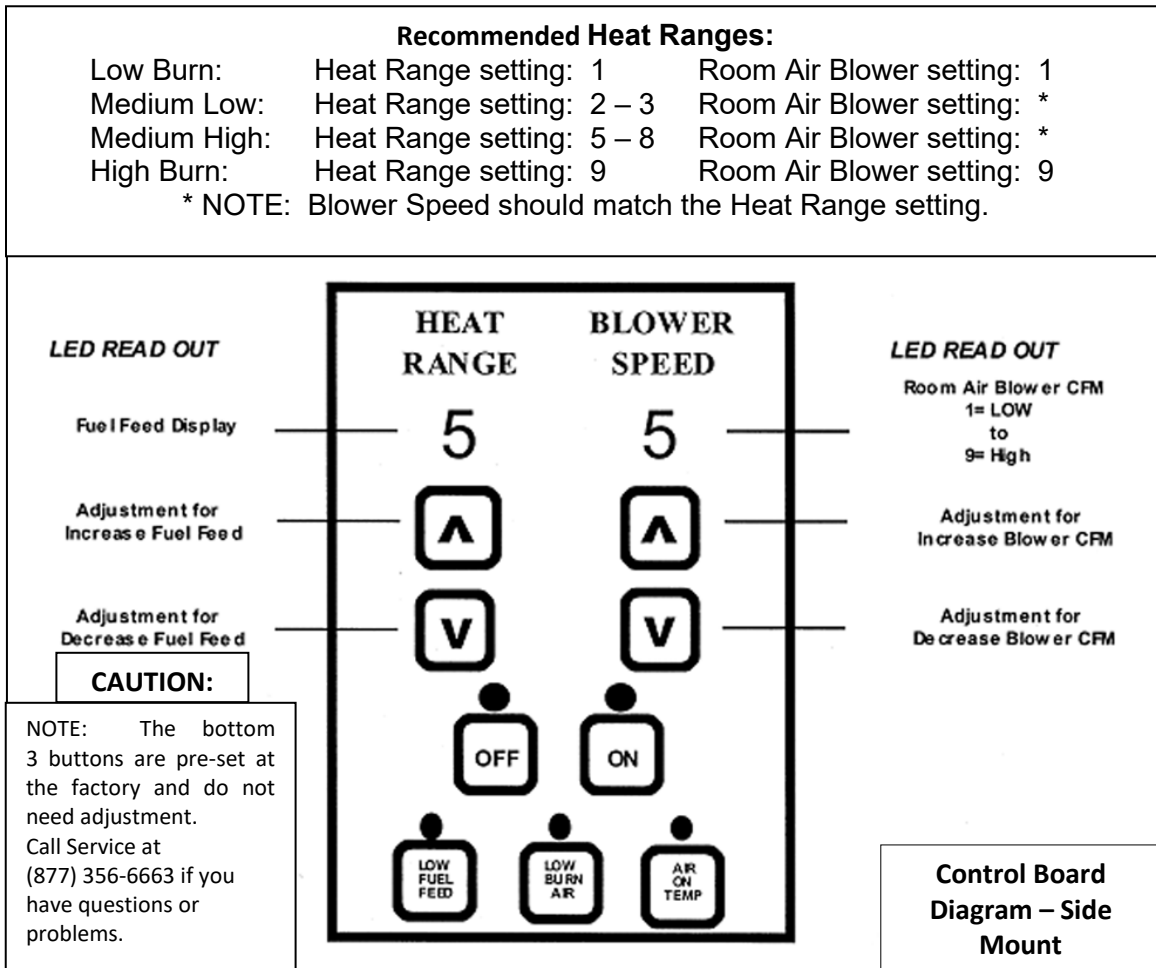 Recommended Heat Ranges:
Low Burn: Heat Range setting: 1 Room Air Blower setting: 1
Medium Low: Heat Range setting: 2 – 3 Room Air Blower setting: *
Medium High: Heat Range setting: 5 – 8 Room Air Blower setting: *
High Burn: Heat Range setting: 9 Room Air Blower setting: 9
* NOTE: Blower Speed should match the Heat Range setting.
LED READ OUT
Fuel Feed Display
Adjustment for
Increase Fuel Feed
Adjustment for
Decrease Fuel Feed
HEAT
RANGE
5
BLOWER
SPEED
5
OFF
ON
LOW
FUEL
FEED
LOW
BURN
AIR
AIR
ON
TEMP
LED READ OUT
Room Air Blower CFM
1= LOW
to
9= High
Adjustment for
Increase Blower CFM
Adjustment for
Decrease Blower CFM
CAUTION:
NOTE: The bottom
3 buttons are pre-set at
the factory and do not
need adjustment.
Call Service at
(877) 356-6663 if you
have questions or
problems.
Control Board
Diagram – Side
Mount